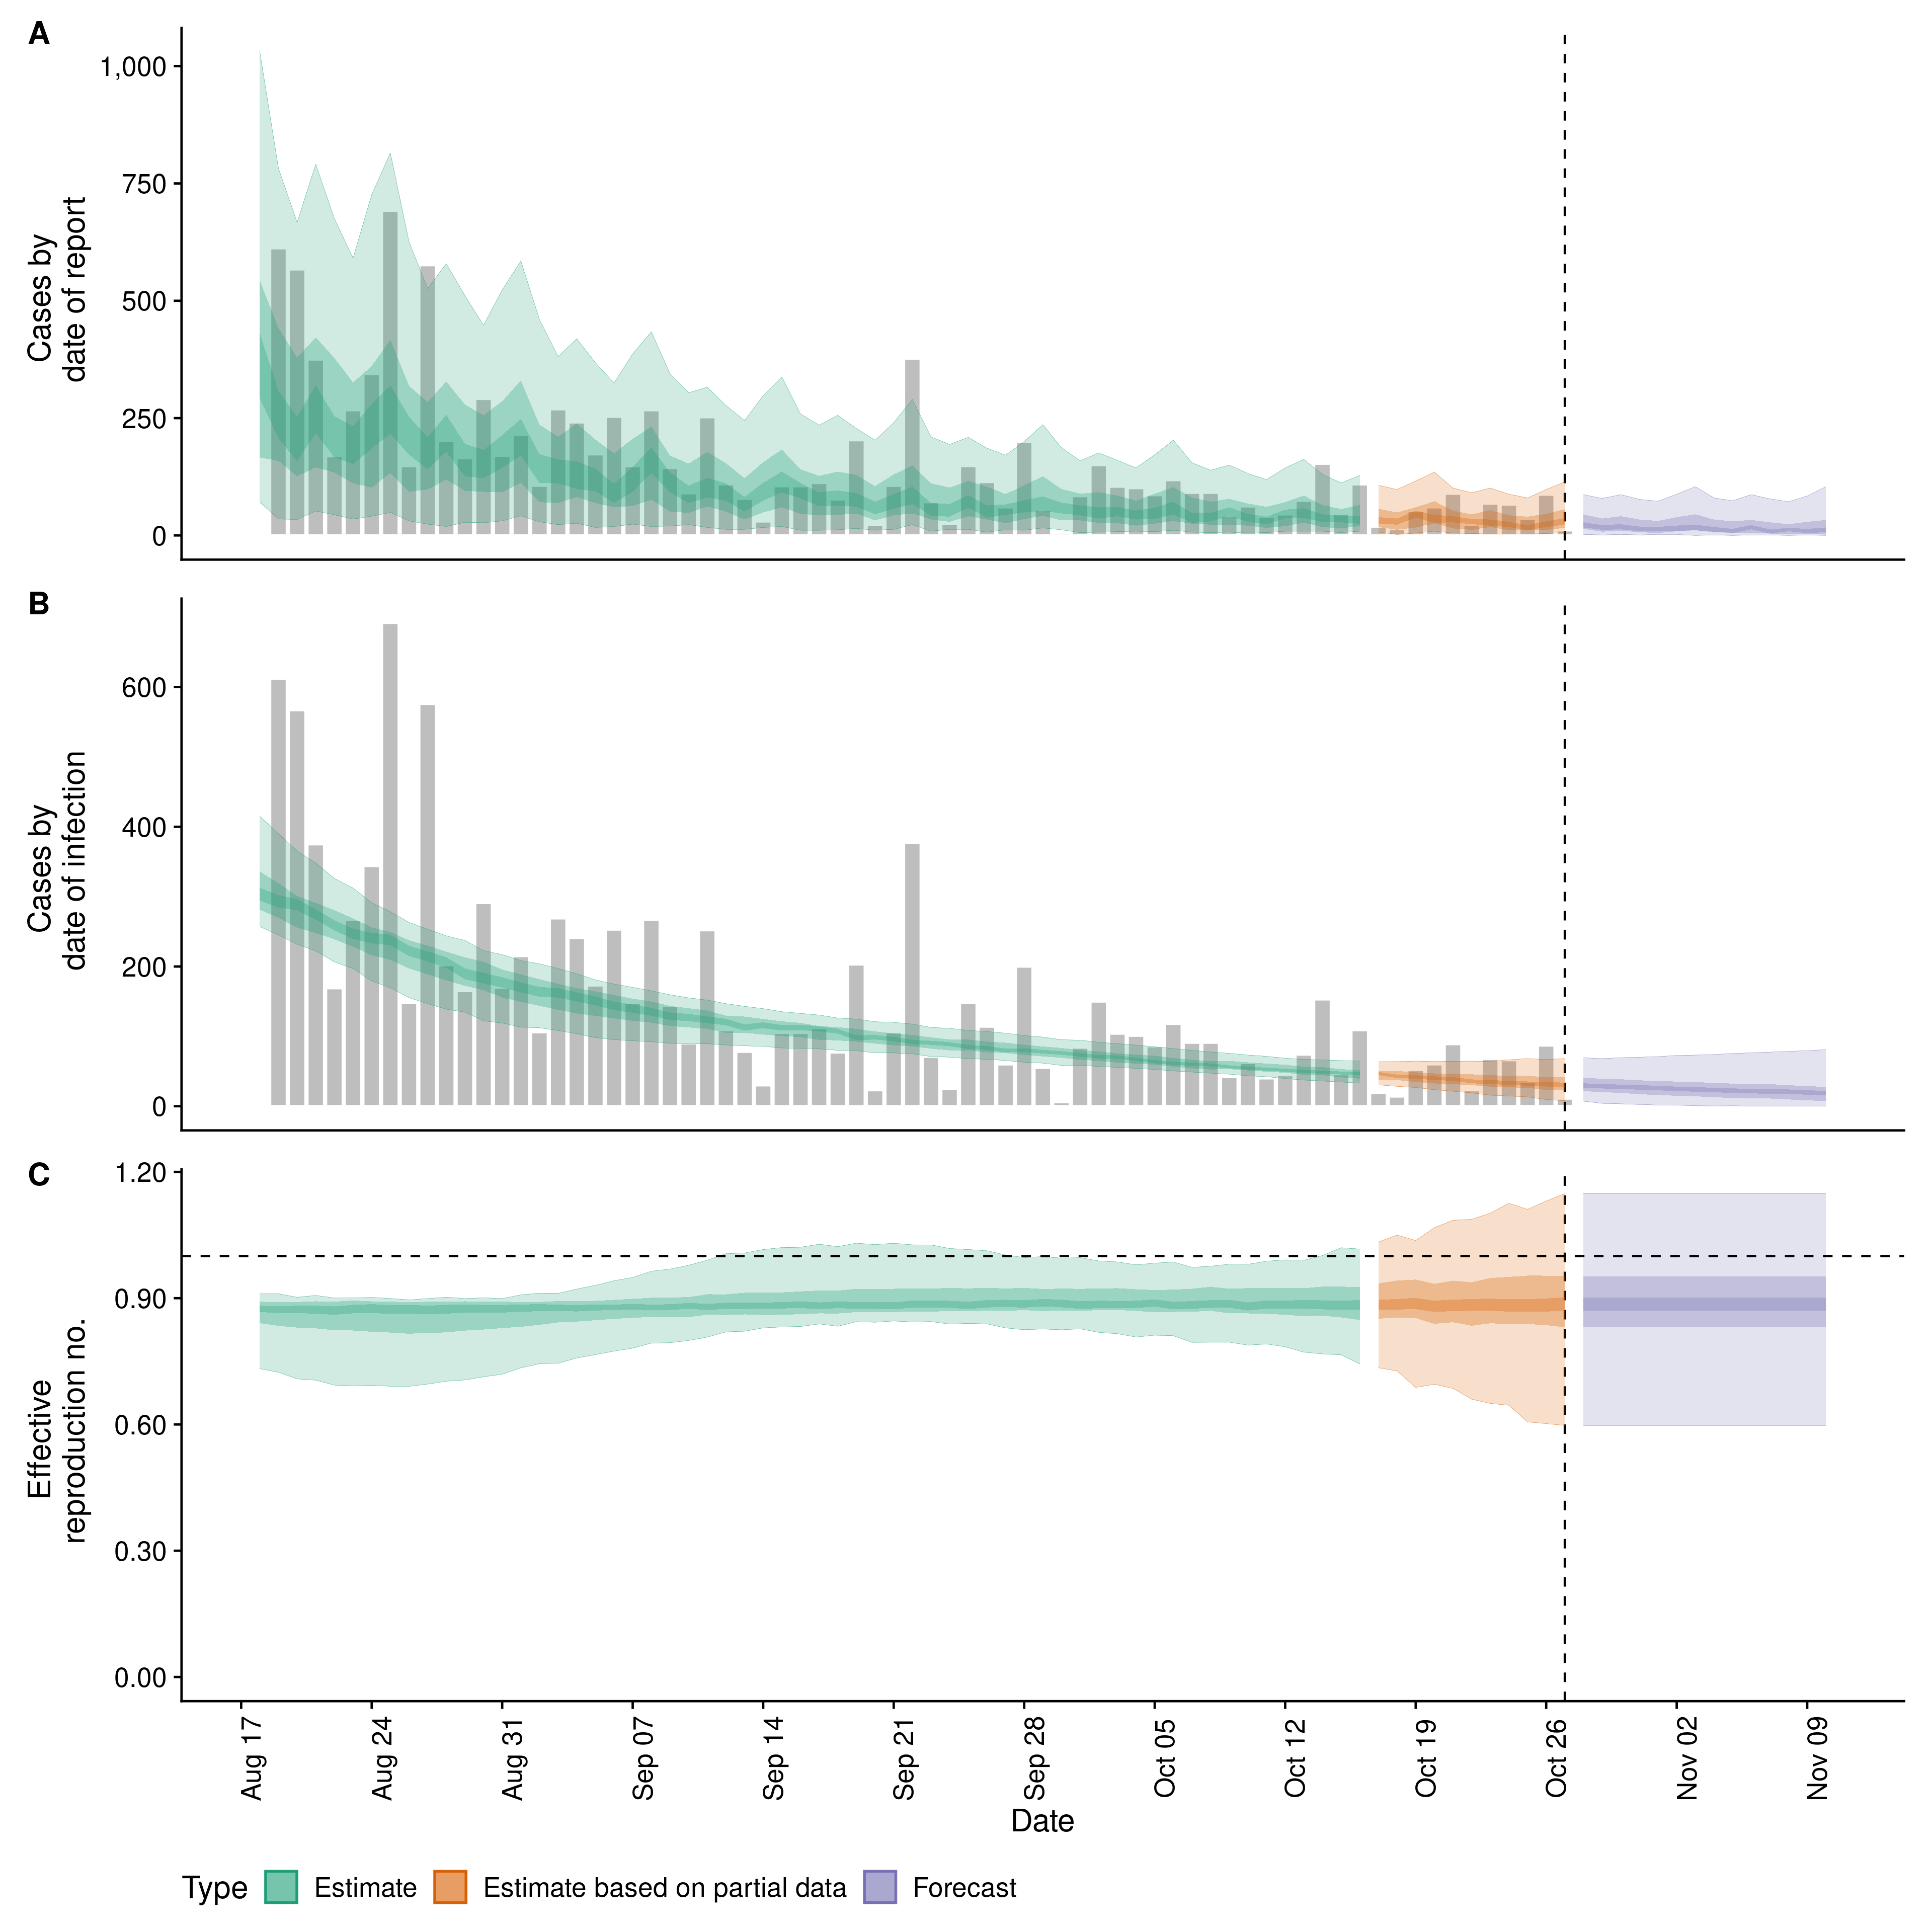 A
1,000
750
500
250
0
Cases by
date of report
B
600
400
200
0
Cases by
date of infection
C
1.20
0.90
0.60
0.30
0.00
Effective
reproduction no.
Aug 17
Aug 24
Aug 31
Sep 07
Sep 14
Sep 21
Sep 28
Oct 05
Oct 12
Oct 19
Oct 26
Nov 02
Nov 09
Date
Type Estimate Estimate based on partial data Forecast